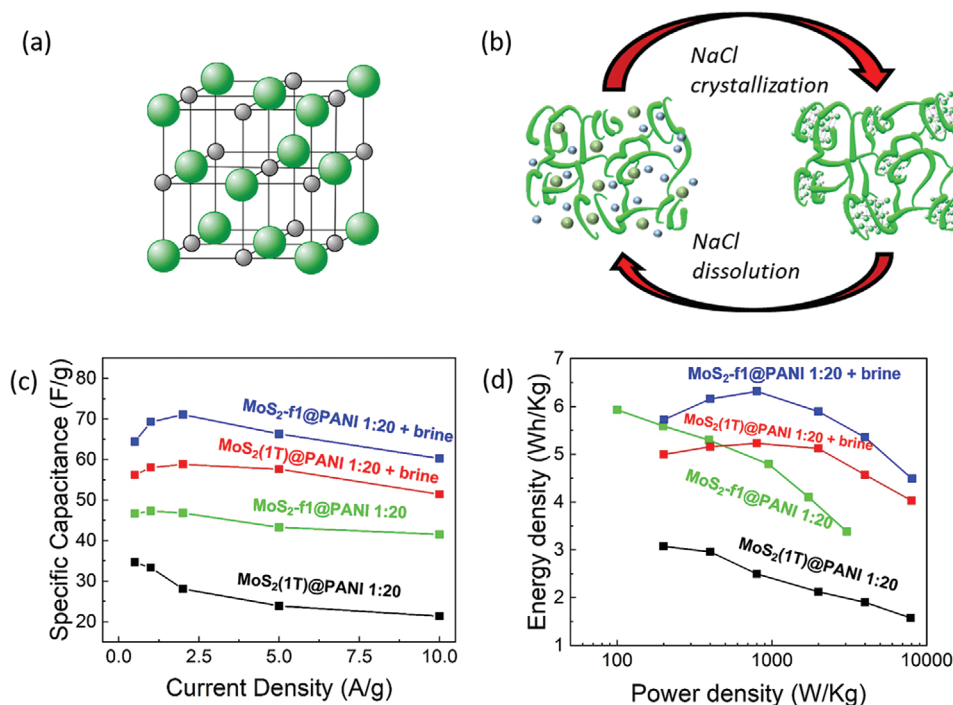 (a)
(b)
NaCl
crystallization
NaCl
dissolution
(c)
Specific Capacitance (F/g)
80
70
60
50
40
30
20
MoS₂-f1@PANI 1:20 + brine
MoS₂(1T)@PANI 1:20 + brine
MoS₂-f1@PANI 1:20
MoS₂(1T)@PANI 1:20
0.0 2.5 5.0 7.5 10.0
Current Density (A/g)
(d)
Energy density (Wh/Kg)
7
6
5
4
3
2
1
MoS₂-f1@PANI 1:20 + brine
MoS₂(1T)@PANI 1:20 + brine
MoS₂-f1@PANI 1:20
MoS₂(1T)@PANI 1:20
100 1000 10000
Power density (W/Kg)